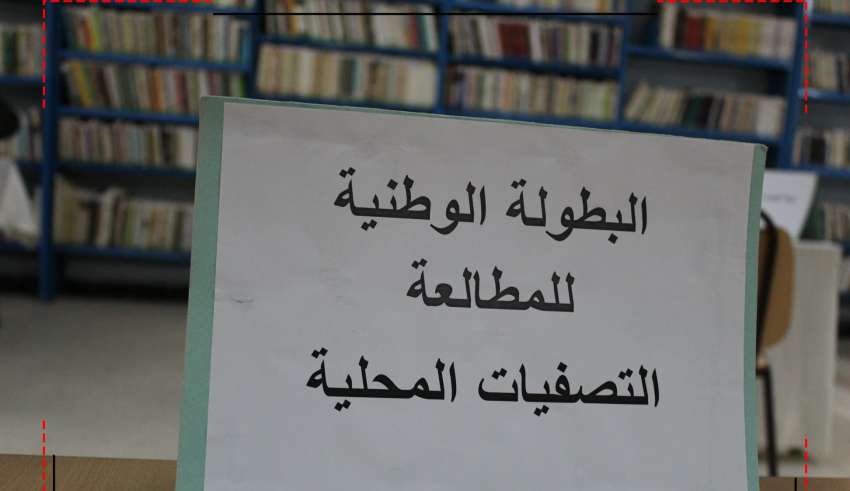 البطولة الوطنية
للمطالعة
التصفيات المحلية